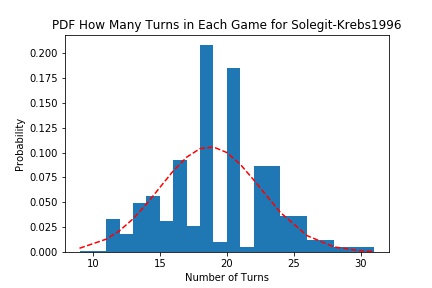 PDF How Many Turns in Each Game for Solegit-Krebs1996
0.200
0.175
0.150
0.125
0.100
0.075
0.050
0.025
0.000
Probability
10 15 20 25 30
Number of Turns